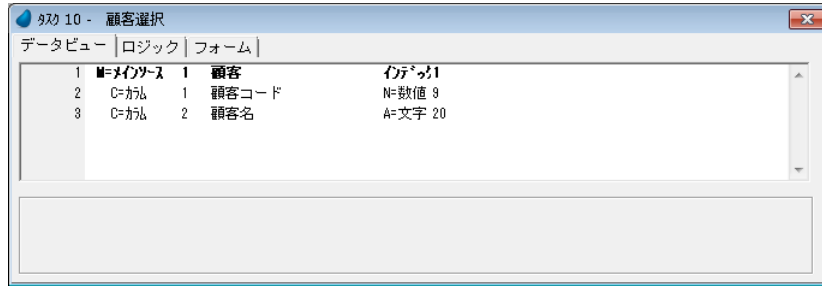 ﾀｽｸ 10 - 顧客選択
データビュー ロジック フォーム
1 M=ﾒｲﾝｿｰｽ 1 顧客 ｲﾝﾃﾞｯｸｽ1
2 C=ｶﾗﾑ 1 顧客コード N=数値 9
3 C=ｶﾗﾑ 2 顧客名 A=文字 20